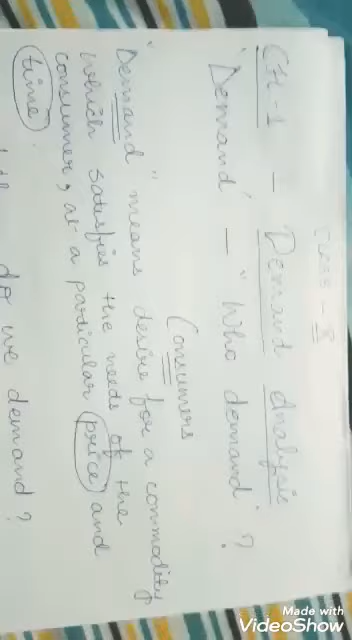 Class - X
Ch-1 - Demand Analysis
'Demand' - "Who demand"?
Consumers
"Demand" means desire for a commodity
which satisfies the needs of the
consumer, at a particular price and
time.
do we demand?
Made with
VideoShow